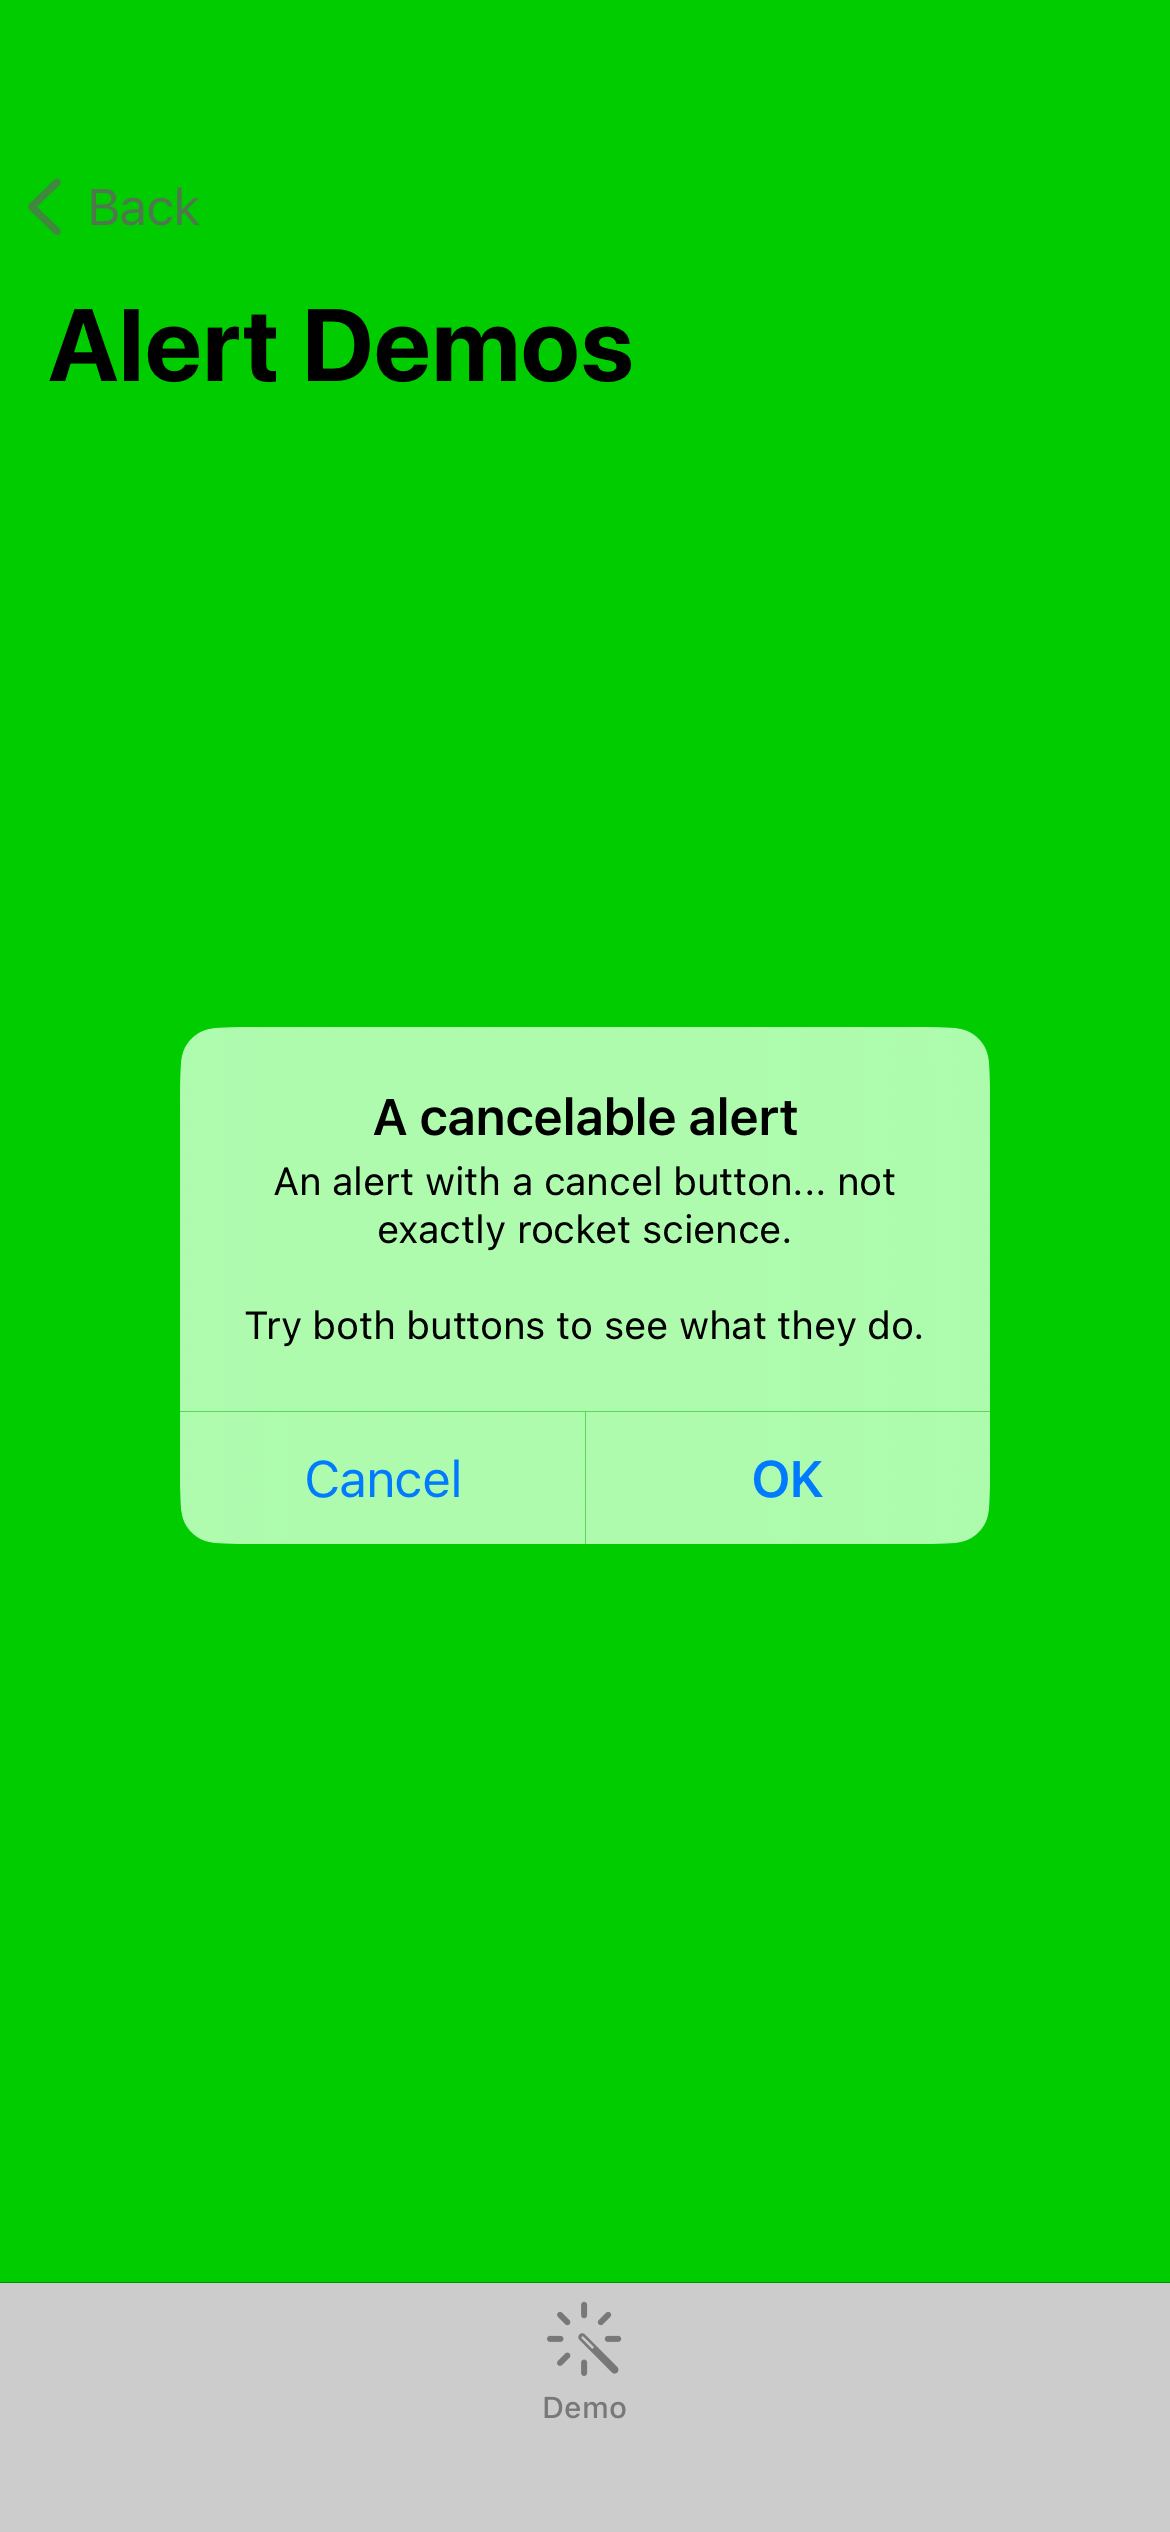 Back
Alert Demos
A cancelable alert
An alert with a cancel button... not
exactly rocket science.
Try both buttons to see what they do.
Cancel
OK
Demo